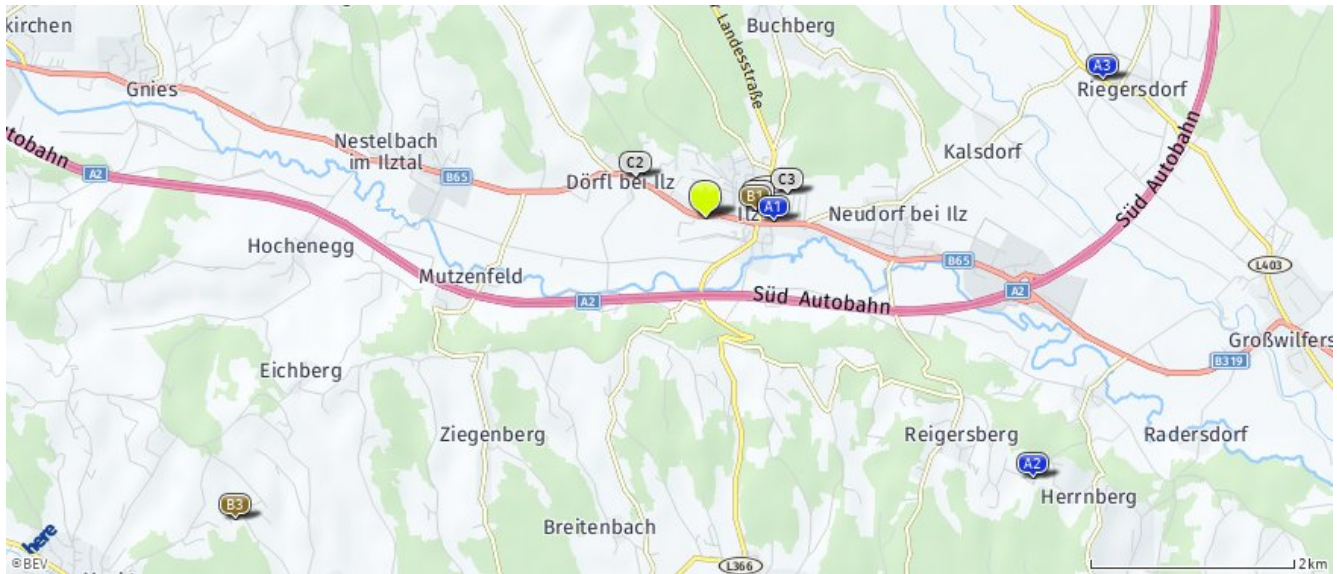 kirchen
Landesstraße
Buchberg
A3
Riegersdorf
Gnies
Nestelbach
im Ilztal
Kalsdorf
tobahn
A2
B65
C2
Dörfl bei Ilz
C3
B1
A1
Ilz
Neudorf bei Ilz
Süd Autobahn
Hochenegg
Mutzenfeld
B65
L403
A2
Süd Autobahn
A2
Großwilfers
B319
Eichberg
Ziegenberg
Reigersberg
Radersdorf
A2
Herrnberg
B3
Breitenbach
here
©BEV
L366
2km